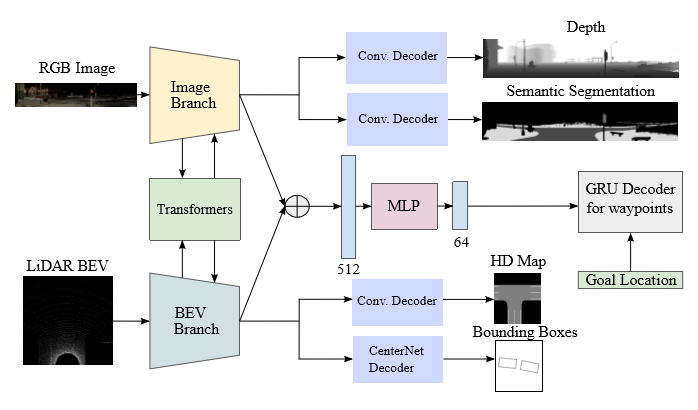 Depth
RGB Image
Image
Branch
Conv. Decoder
Semantic Segmentation
Conv. Decoder
Transformers
MLP
GRU Decoder
for waypoints
512
64
LiDAR BEV
HD Map
Goal Location
BEV
Branch
Conv. Decoder
Bounding Boxes
CenterNet
Decoder